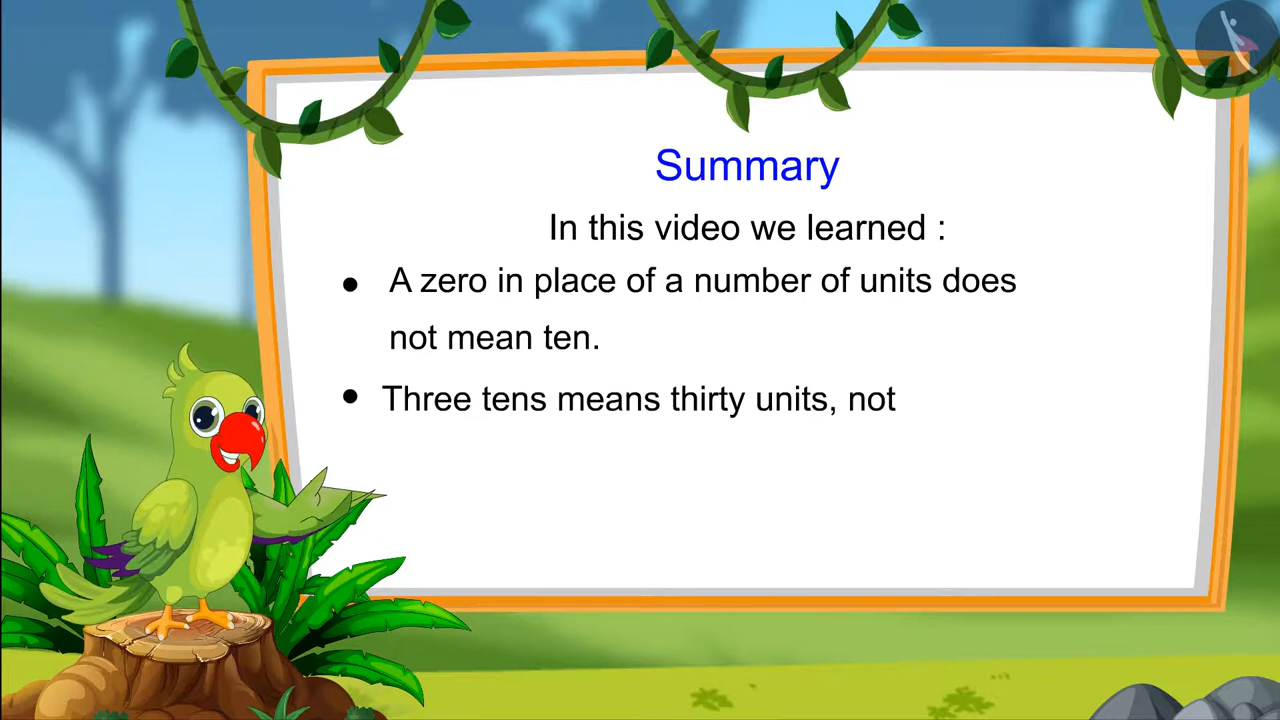 Summary
In this video we learned :
● A zero in place of a number of units does
not mean ten.
● Three tens means thirty units, not